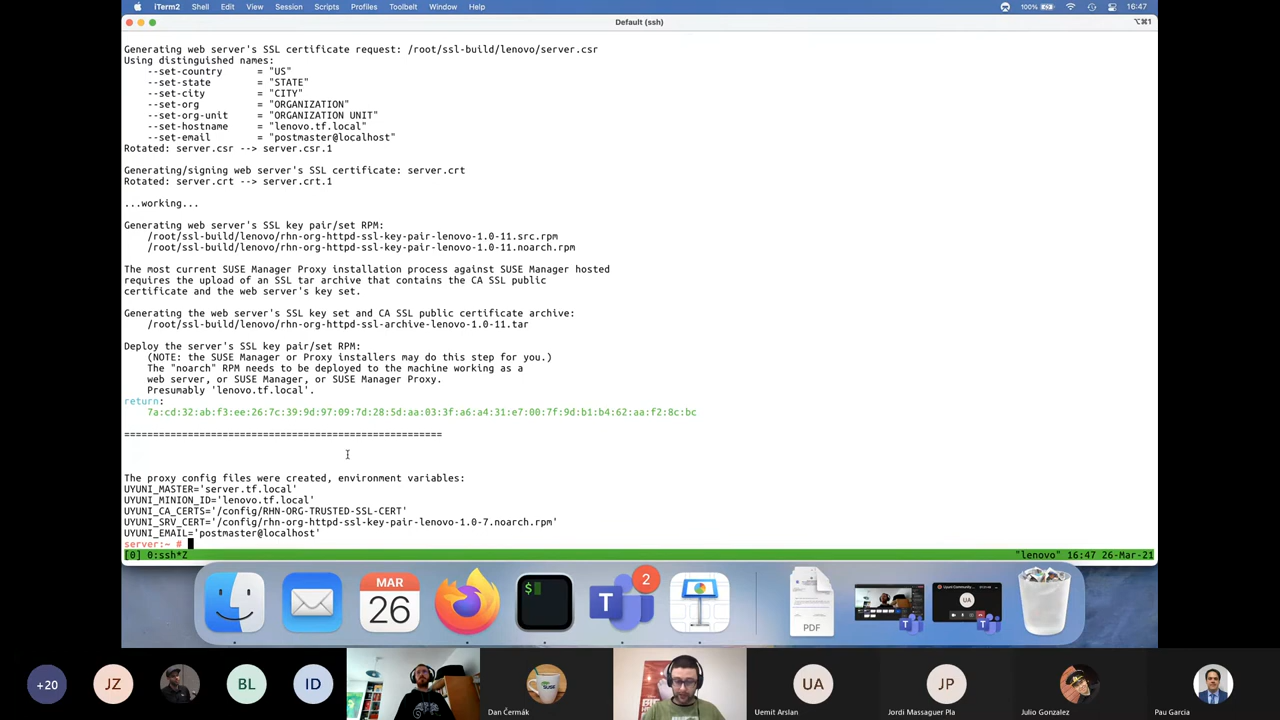 iTerm2 Shell Edit View Session Scripts Profiles Toolbelt Window Help 100% 16:47
Default (ssh) ⌥⌘1
Generating web server's SSL certificate request: /root/ssl-build/lenovo/server.csr
Using distinguished names:
--set-country = "US"
--set-state = "STATE"
--set-city = "CITY"
--set-org = "ORGANIZATION"
--set-org-unit = "ORGANIZATION UNIT"
--set-hostname = "lenovo.tf.local"
--set-email = "postmaster@localhost"
Rotated: server.csr --> server.csr.1
Generating/signing web server's SSL certificate: server.crt
Rotated: server.crt --> server.crt.1
...working...
Generating web server's SSL key pair/set RPM:
/root/ssl-build/lenovo/rhn-org-httpd-ssl-key-pair-lenovo-1.0-11.src.rpm
/root/ssl-build/lenovo/rhn-org-httpd-ssl-key-pair-lenovo-1.0-11.noarch.rpm
The most current SUSE Manager Proxy installation process against SUSE Manager hosted
requires the upload of an SSL tar archive that contains the CA SSL public
certificate and the web server's key set.
Generating the web server's SSL key set and CA SSL public certificate archive:
/root/ssl-build/lenovo/rhn-org-httpd-ssl-archive-lenovo-1.0-11.tar
Deploy the server's SSL key pair/set RPM:
(NOTE: the SUSE Manager or Proxy installers may do this step for you.)
The "noarch" RPM needs to be deployed to the machine working as a
web server, or SUSE Manager, or SUSE Manager Proxy.
Presumably 'lenovo.tf.local'.
return:
7a:cd:32:ab:f3:ee:26:7c:39:9d:97:09:7d:28:5d:aa:03:3f:a6:a4:31:e7:00:7f:9d:b1:b4:62:aa:f2:8c:bc
=======================================================
The proxy config files were created, environment variables:
UYUNI_MASTER='server.tf.local'
UYUNI_MINION_ID='lenovo.tf.local'
UYUNI_CA_CERTS='/config/RHN-ORG-TRUSTED-SSL-CERT'
UYUNI_SRV_CERT='/config/rhn-org-httpd-ssl-key-pair-lenovo-1.0-7.noarch.rpm'
UYUNI_EMAIL='postmaster@localhost'
server:~ #
[0] 0:ssh*Z "lenovo" 16:47 26-Mar-21
MAR
26
$
T
2
PDF
UA
+20 JZ BL ID UA JP
Dan Čermák Uemit Arslan Jordi Massaguer Pla Julio Gonzalez Pau Garcia